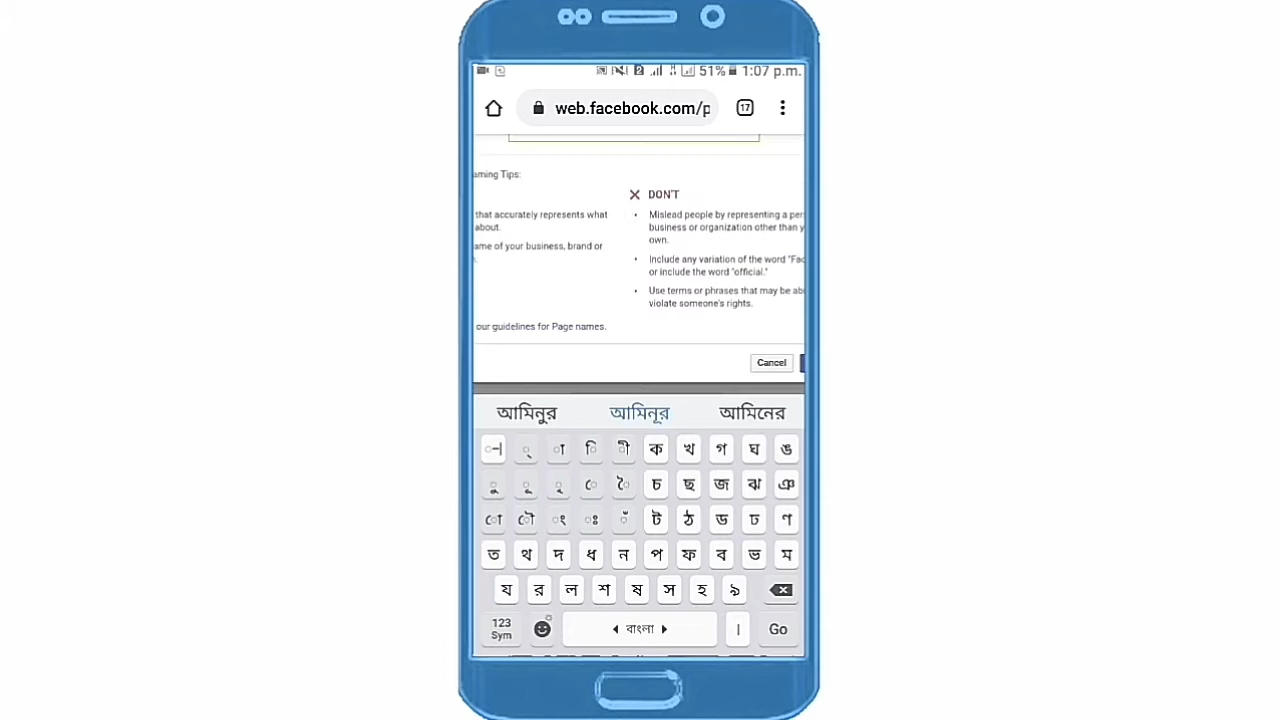 51% 1:07 p.m.
web.facebook.com/p
17
aming Tips:
DON'T
that accurately represents what
about.
ame of your business, brand or
Mislead people by representing a per
business or organization other than y
own.
Include any variation of the word "Fac
or include the word "official."
Use terms or phrases that may be abu
violate someone's rights.
our guidelines for Page names.
Cancel
আমিনুর আমিনূর আমিনের
্ া ি ী ক খ গ ঘ ঙ
ু ূ ৃ ে ৈ চ ছ জ ঝ ঞ
ো ৌ ং ঃ ঁ ট ঠ ড ঢ ণ
ত থ দ ধ ন প ফ ব ভ ম
য র ল শ ষ স হ ৯
123
Sym
বাংলা
। Go